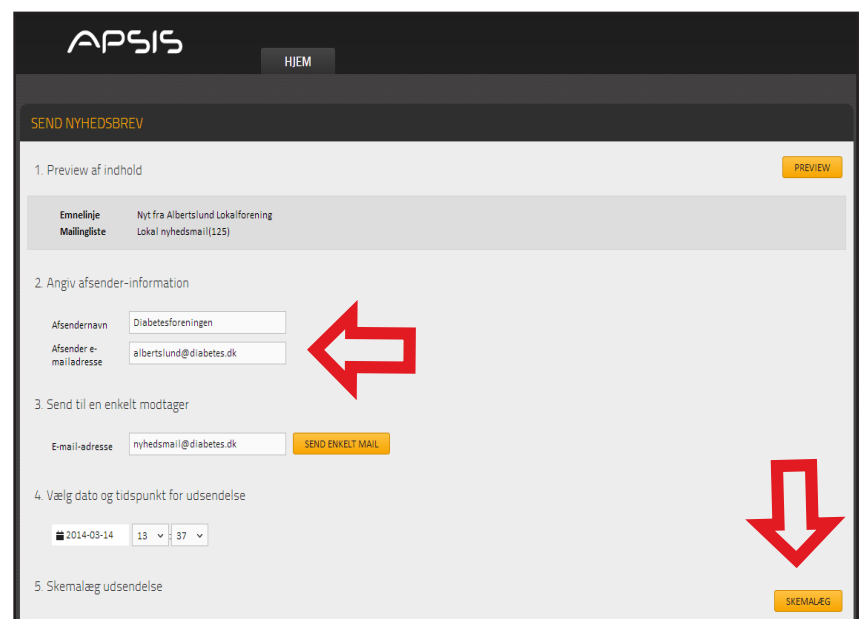 APSIS
HJEM
SEND NYHEDSBREV
1. Preview af indhold
PREVIEW
Emnelinje Nyt fra Albertslund Lokalforening
Mailingliste Lokal nyhedsmail(125)
2. Angiv afsender-information
Afsendernavn Diabetesforeningen
Afsender e-
mailadresse albertslund@diabetes.dk
3. Send til en enkelt modtager
E-mail-adresse nyhedsmail@diabetes.dk SEND ENKELT MAIL
4. Vælg dato og tidspunkt for udsendelse
2014-03-14 13 : 37
5. Skemalæg udsendelse
SKEMALÆG